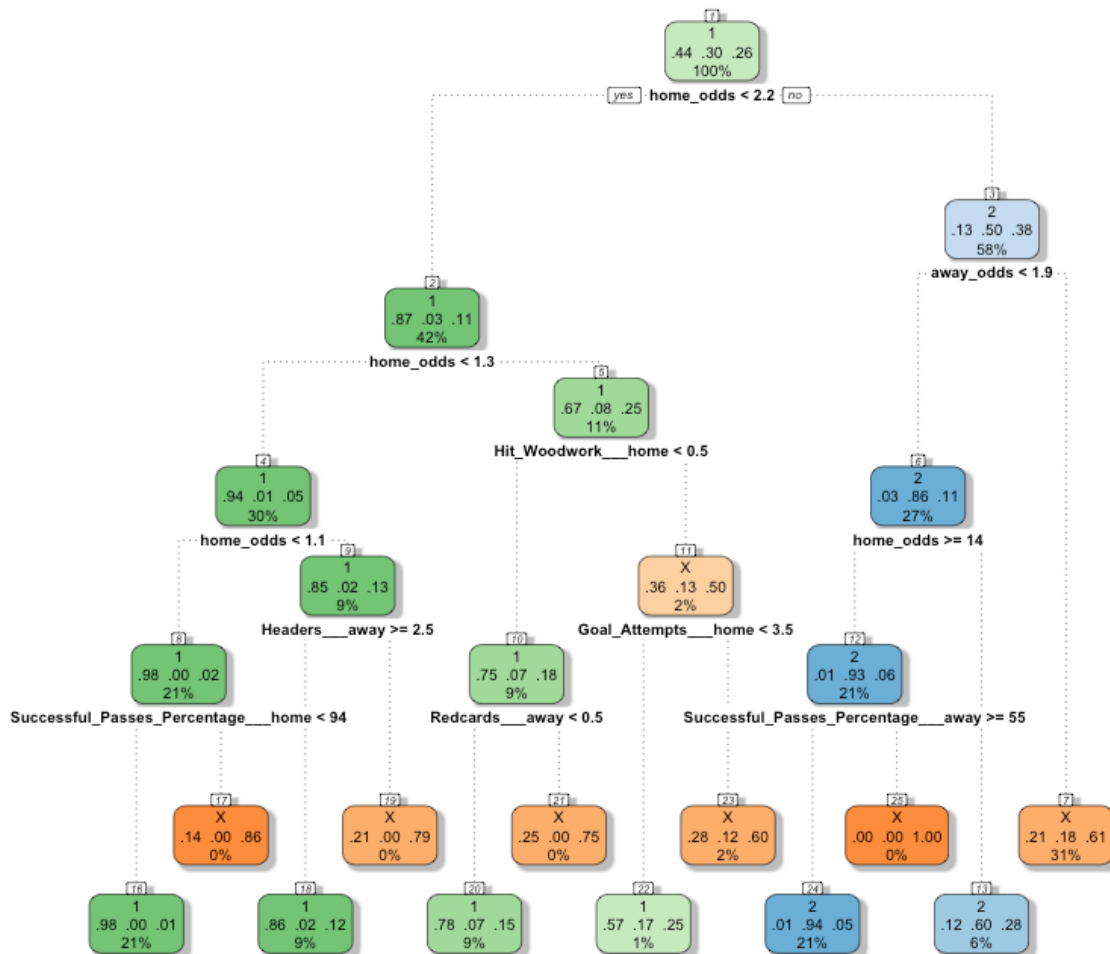 1
1
.44 .30 .26
100%
yes home_odds < 2.2 no
3
2
.13 .50 .38
58%
away_odds < 1.9
2
1
.87 .03 .11
42%
home_odds < 1.3
5
1
.67 .08 .25
11%
Hit_Woodwork___home < 0.5
4
1
.94 .01 .05
30%
home_odds < 1.1
6
2
.03 .86 .11
27%
home_odds >= 14
9
1
.85 .02 .13
9%
Headers___away >= 2.5
11
X
.36 .13 .50
2%
Goal_Attempts___home < 3.5
8
1
.98 .00 .02
21%
Successful_Passes_Percentage___home < 94
10
1
.75 .07 .18
9%
Redcards___away < 0.5
12
2
.01 .93 .06
21%
Successful_Passes_Percentage___away >= 55
17
X
.14 .00 .86
0%
19
X
.21 .00 .79
0%
21
X
.25 .00 .75
0%
23
X
.28 .12 .60
2%
25
X
.00 .00 1.00
0%
7
X
.21 .18 .61
31%
16
1
.98 .00 .01
21%
18
1
.86 .02 .12
9%
20
1
.78 .07 .15
9%
22
1
.57 .17 .25
1%
24
2
.01 .94 .05
21%
13
2
.12 .60 .28
6%